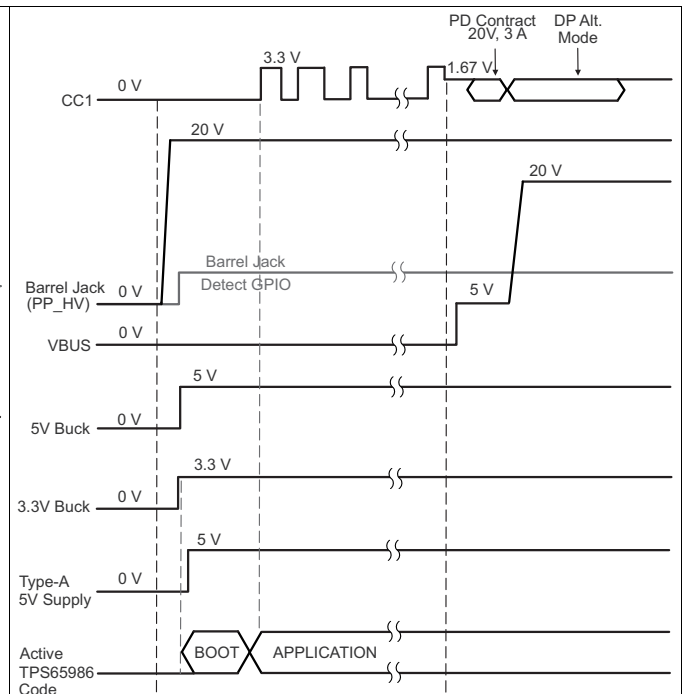 PD Contract
20V, 3 A
DP Alt.
Mode
3.3 V
1.67 V
0 V
CC1
20 V
20 V
Barrel Jack
Detect GPIO
Barrel Jack
(PP_HV)
0 V
5 V
0 V
VBUS
5 V
0 V
5V Buck
3.3 V
0 V
3.3V Buck
5 V
0 V
Type-A
5V Supply
Active
TPS65986
Code
BOOT
APPLICATION